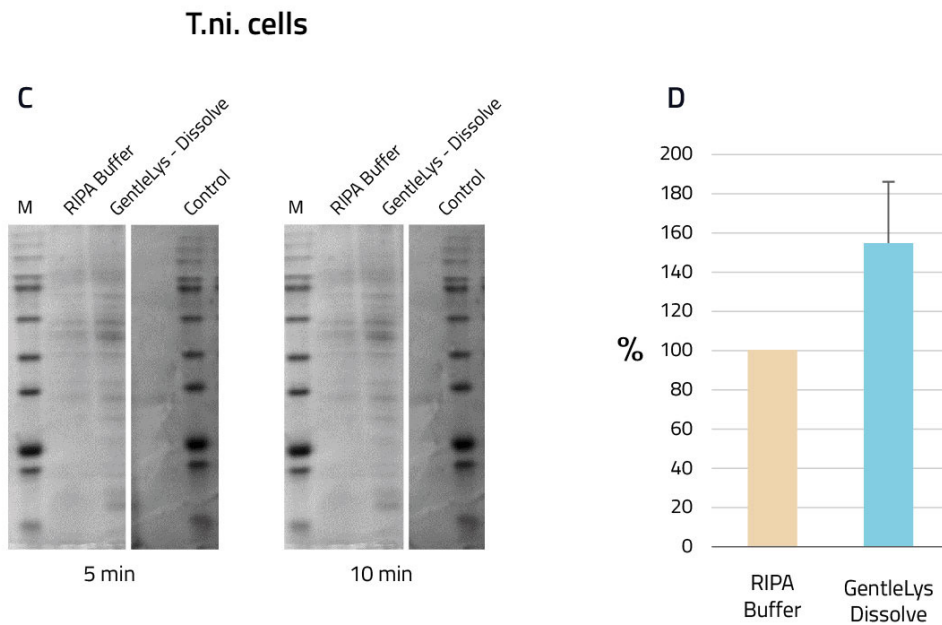 T.ni. cells
C
M
RIPA Buffer
GentleLys - Dissolve
Control
M
RIPA Buffer
GentleLys - Dissolve
Control
5 min
10 min
D
%
200
180
160
140
120
100
80
60
40
20
0
RIPA
Buffer
GentleLys
Dissolve